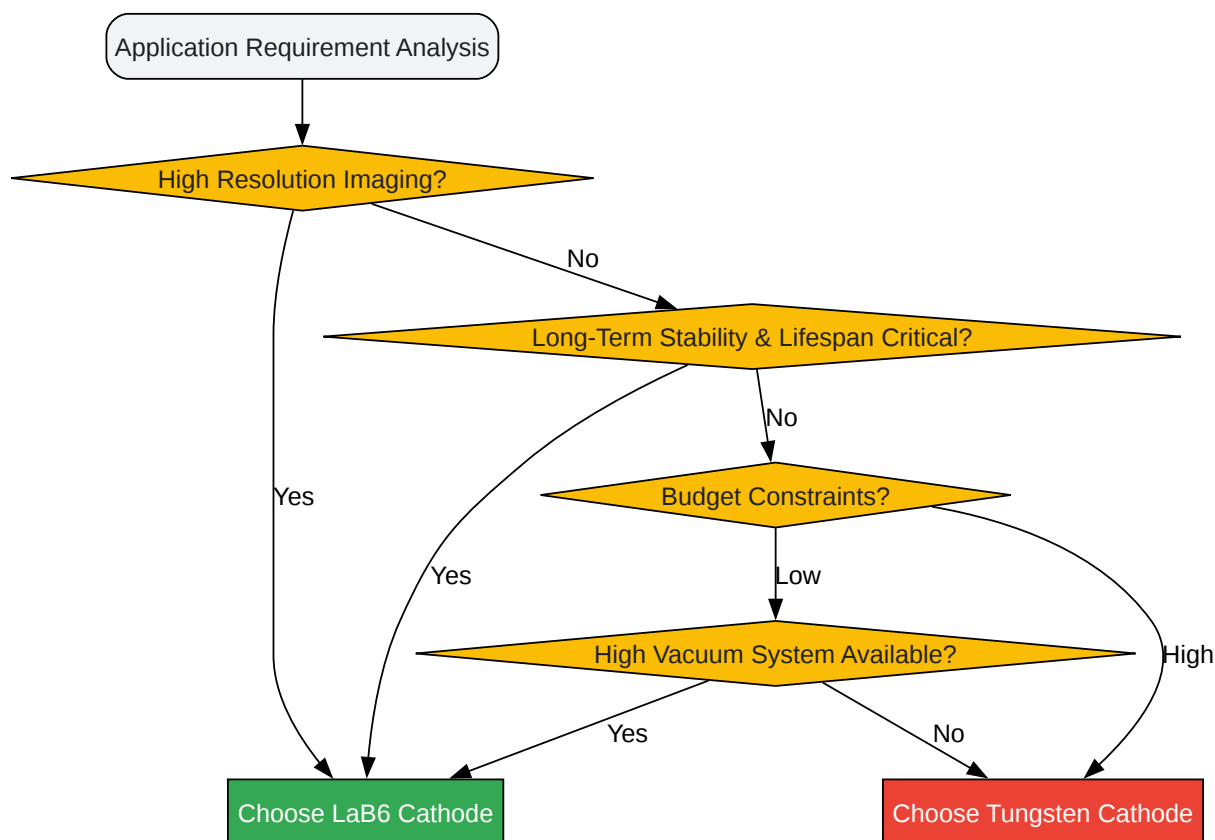 Application Requirement Analysis
High Resolution Imaging?
No
Long-Term Stability & Lifespan Critical?
No
Yes
Budget Constraints?
Yes
Low
High Vacuum System Available?
High
Yes
No
Choose LaB6 Cathode
Choose Tungsten Cathode